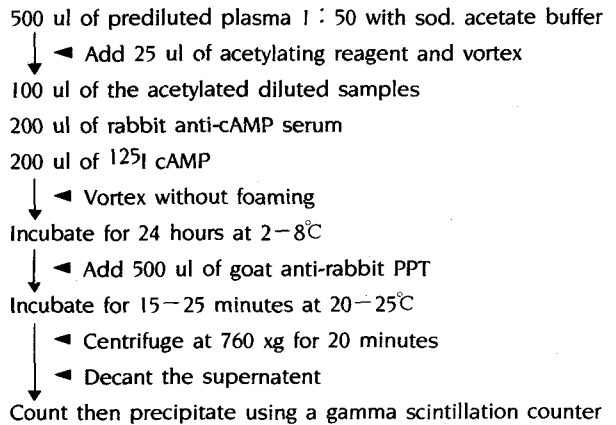 500 ul of prediluted plasma 1 : 50 with sod. acetate buffer
◄ Add 25 ul of acetylating reagent and vortex
100 ul of the acetylated diluted samples
200 ul of rabbit anti-cAMP serum
200 ul of ¹²⁵I cAMP
◄ Vortex without foaming
Incubate for 24 hours at 2-8℃
◄ Add 500 ul of goat anti-rabbit PPT
Incubate for 15-25 minutes at 20-25℃
◄ Centrifuge at 760 xg for 20 minutes
◄ Decant the supernatent
Count then precipitate using a gamma scintillation counter